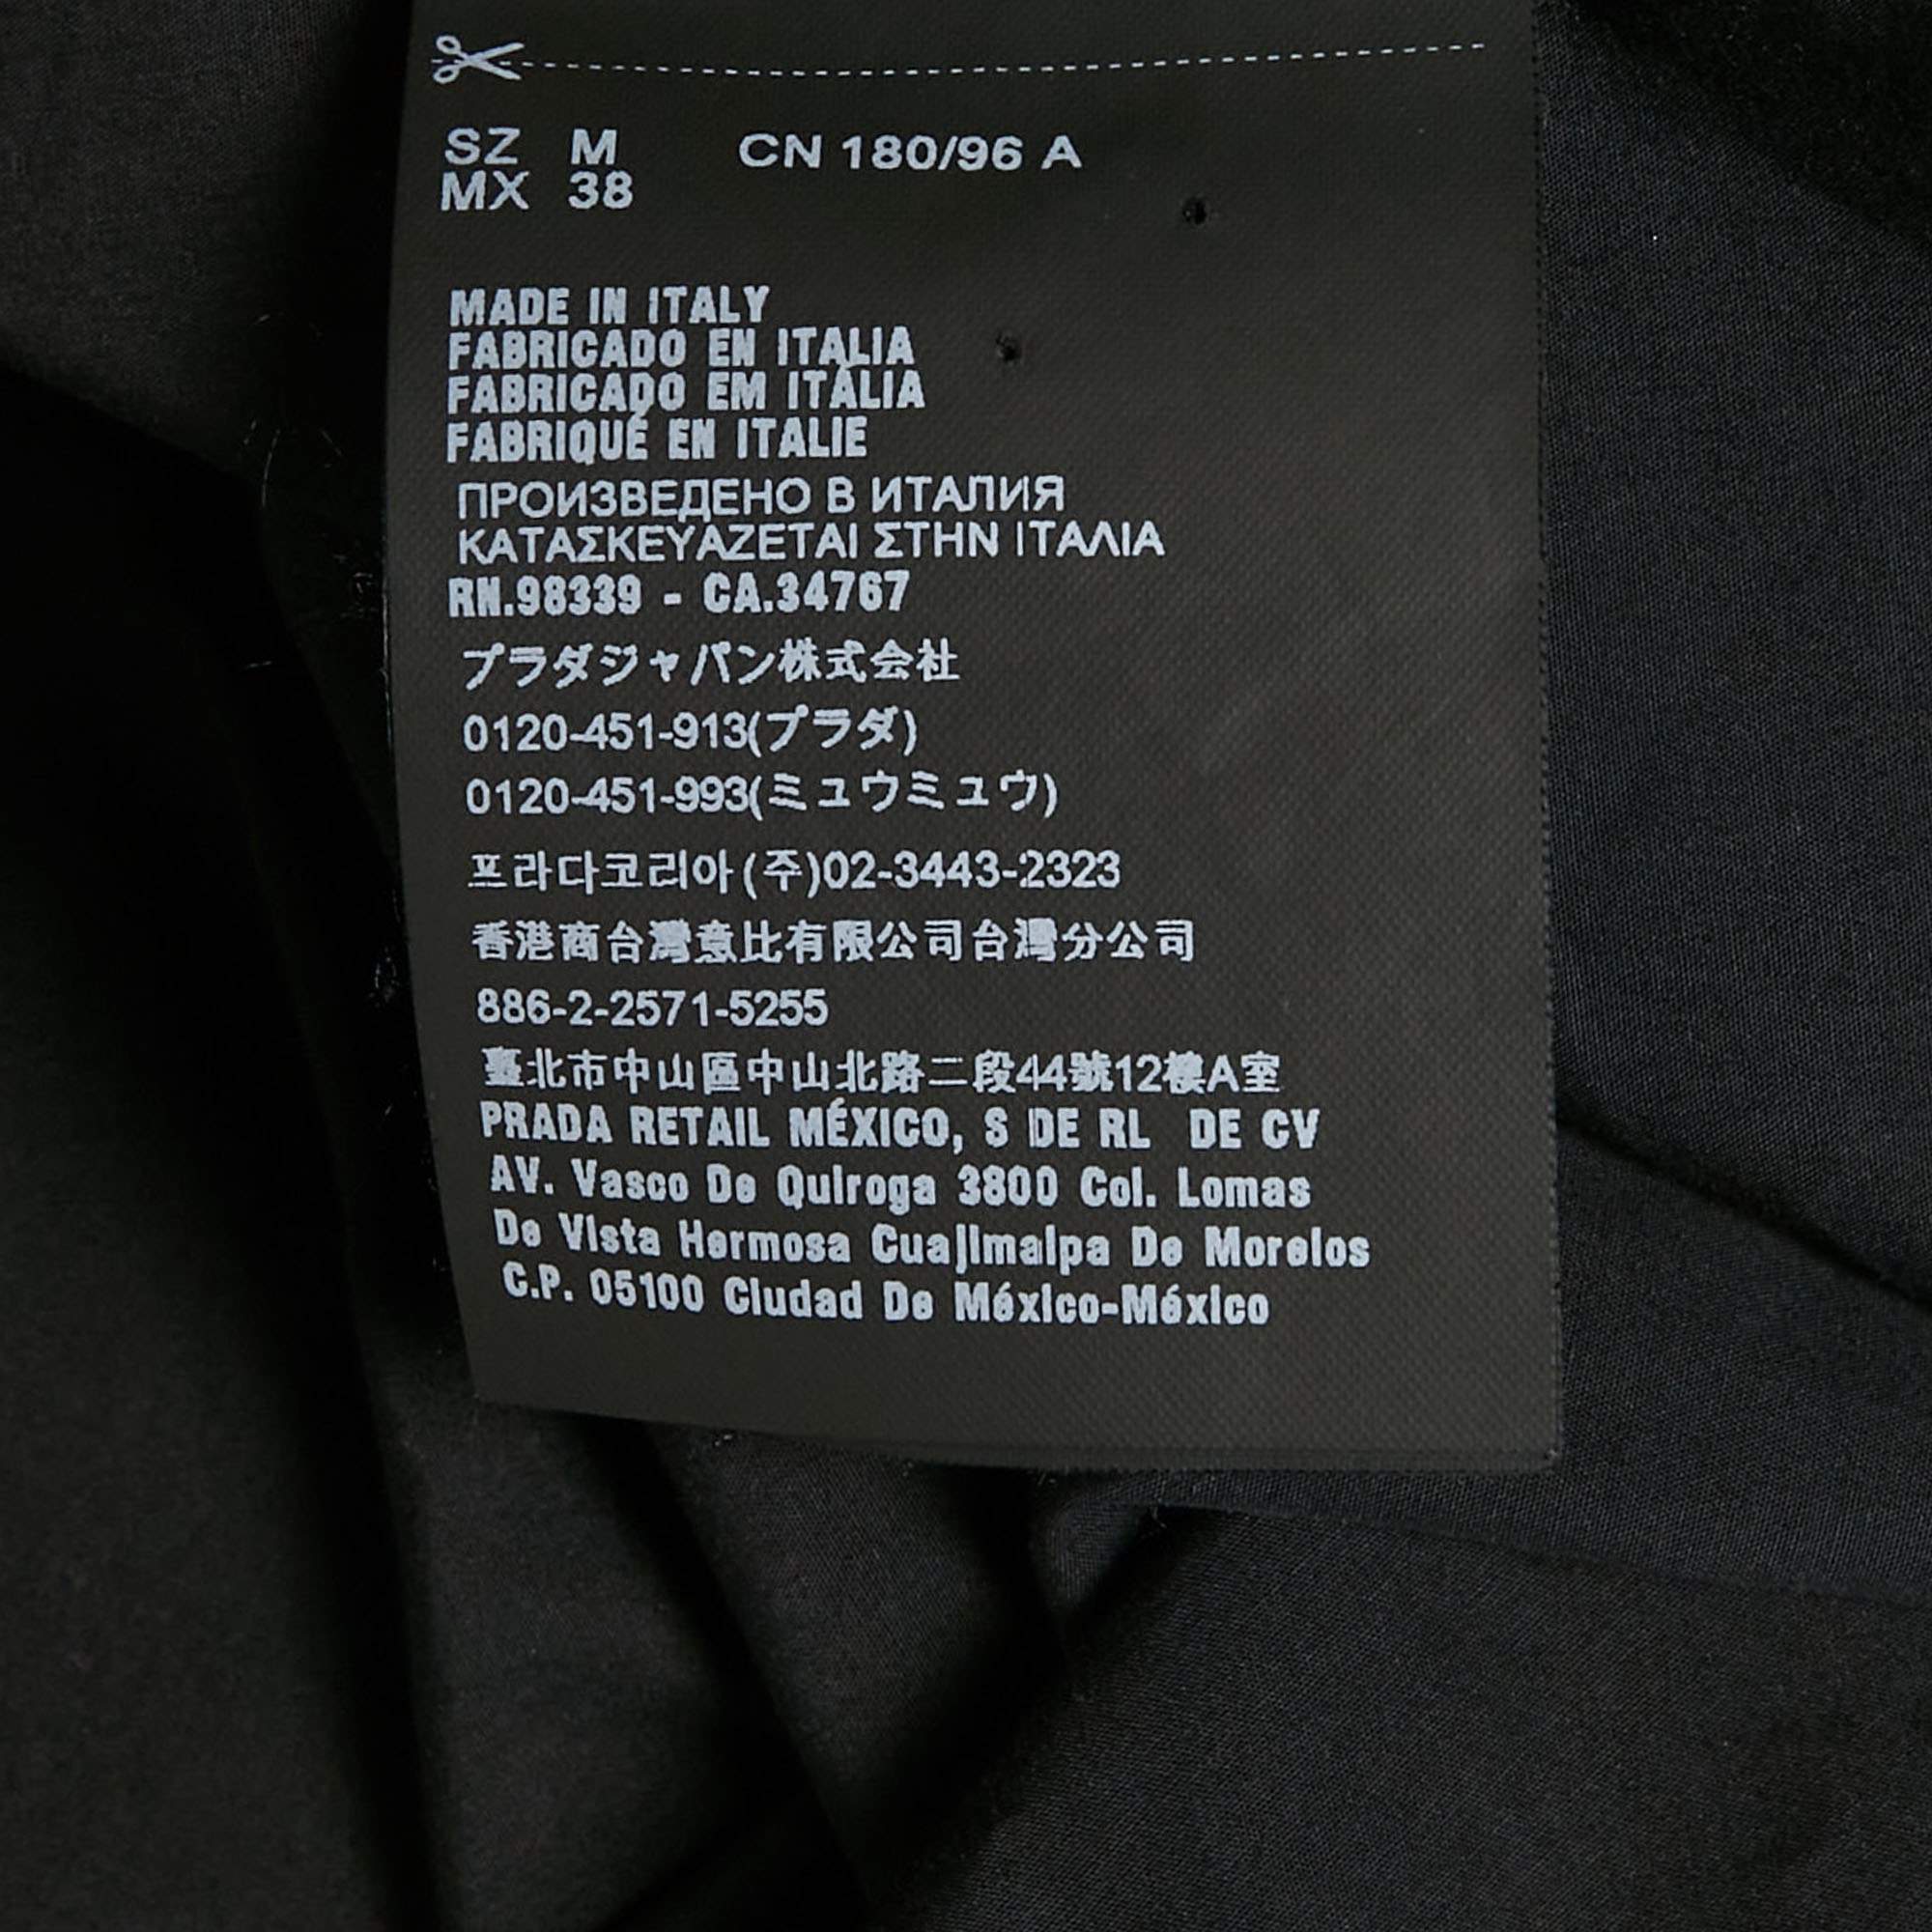 SZ M CN 180/96 A
MX 38
MADE IN ITALY
FABRICADO EN ITALIA
FABRICADO EM ITÁLIA
FABRIQUÉ EN ITALIE
ПРОИЗВЕДЕНО В ИТАЛИЯ
ΚΑΤΑΣΚΕΥΑΖΕΤΑΙ ΣΤΗΝ ΙΤΑΛΙΑ
RN.98339 - CA.34767
プラダジャパン株式会社
0120-451-913(プラダ)
0120-451-993(ミュウミュウ)
프라다코리아(주)02-3443-2323
香港商台灣意比有限公司台灣分公司
886-2-2571-5255
臺北市中山區中山北路二段44號12樓A室
PRADA RETAIL MÉXICO, S DE RL DE CV
AV. Vasco De Quiroga 3800 Col. Lomas
De Vista Hermosa Cuajimalpa De Morelos
C.P. 05100 Ciudad De México-México